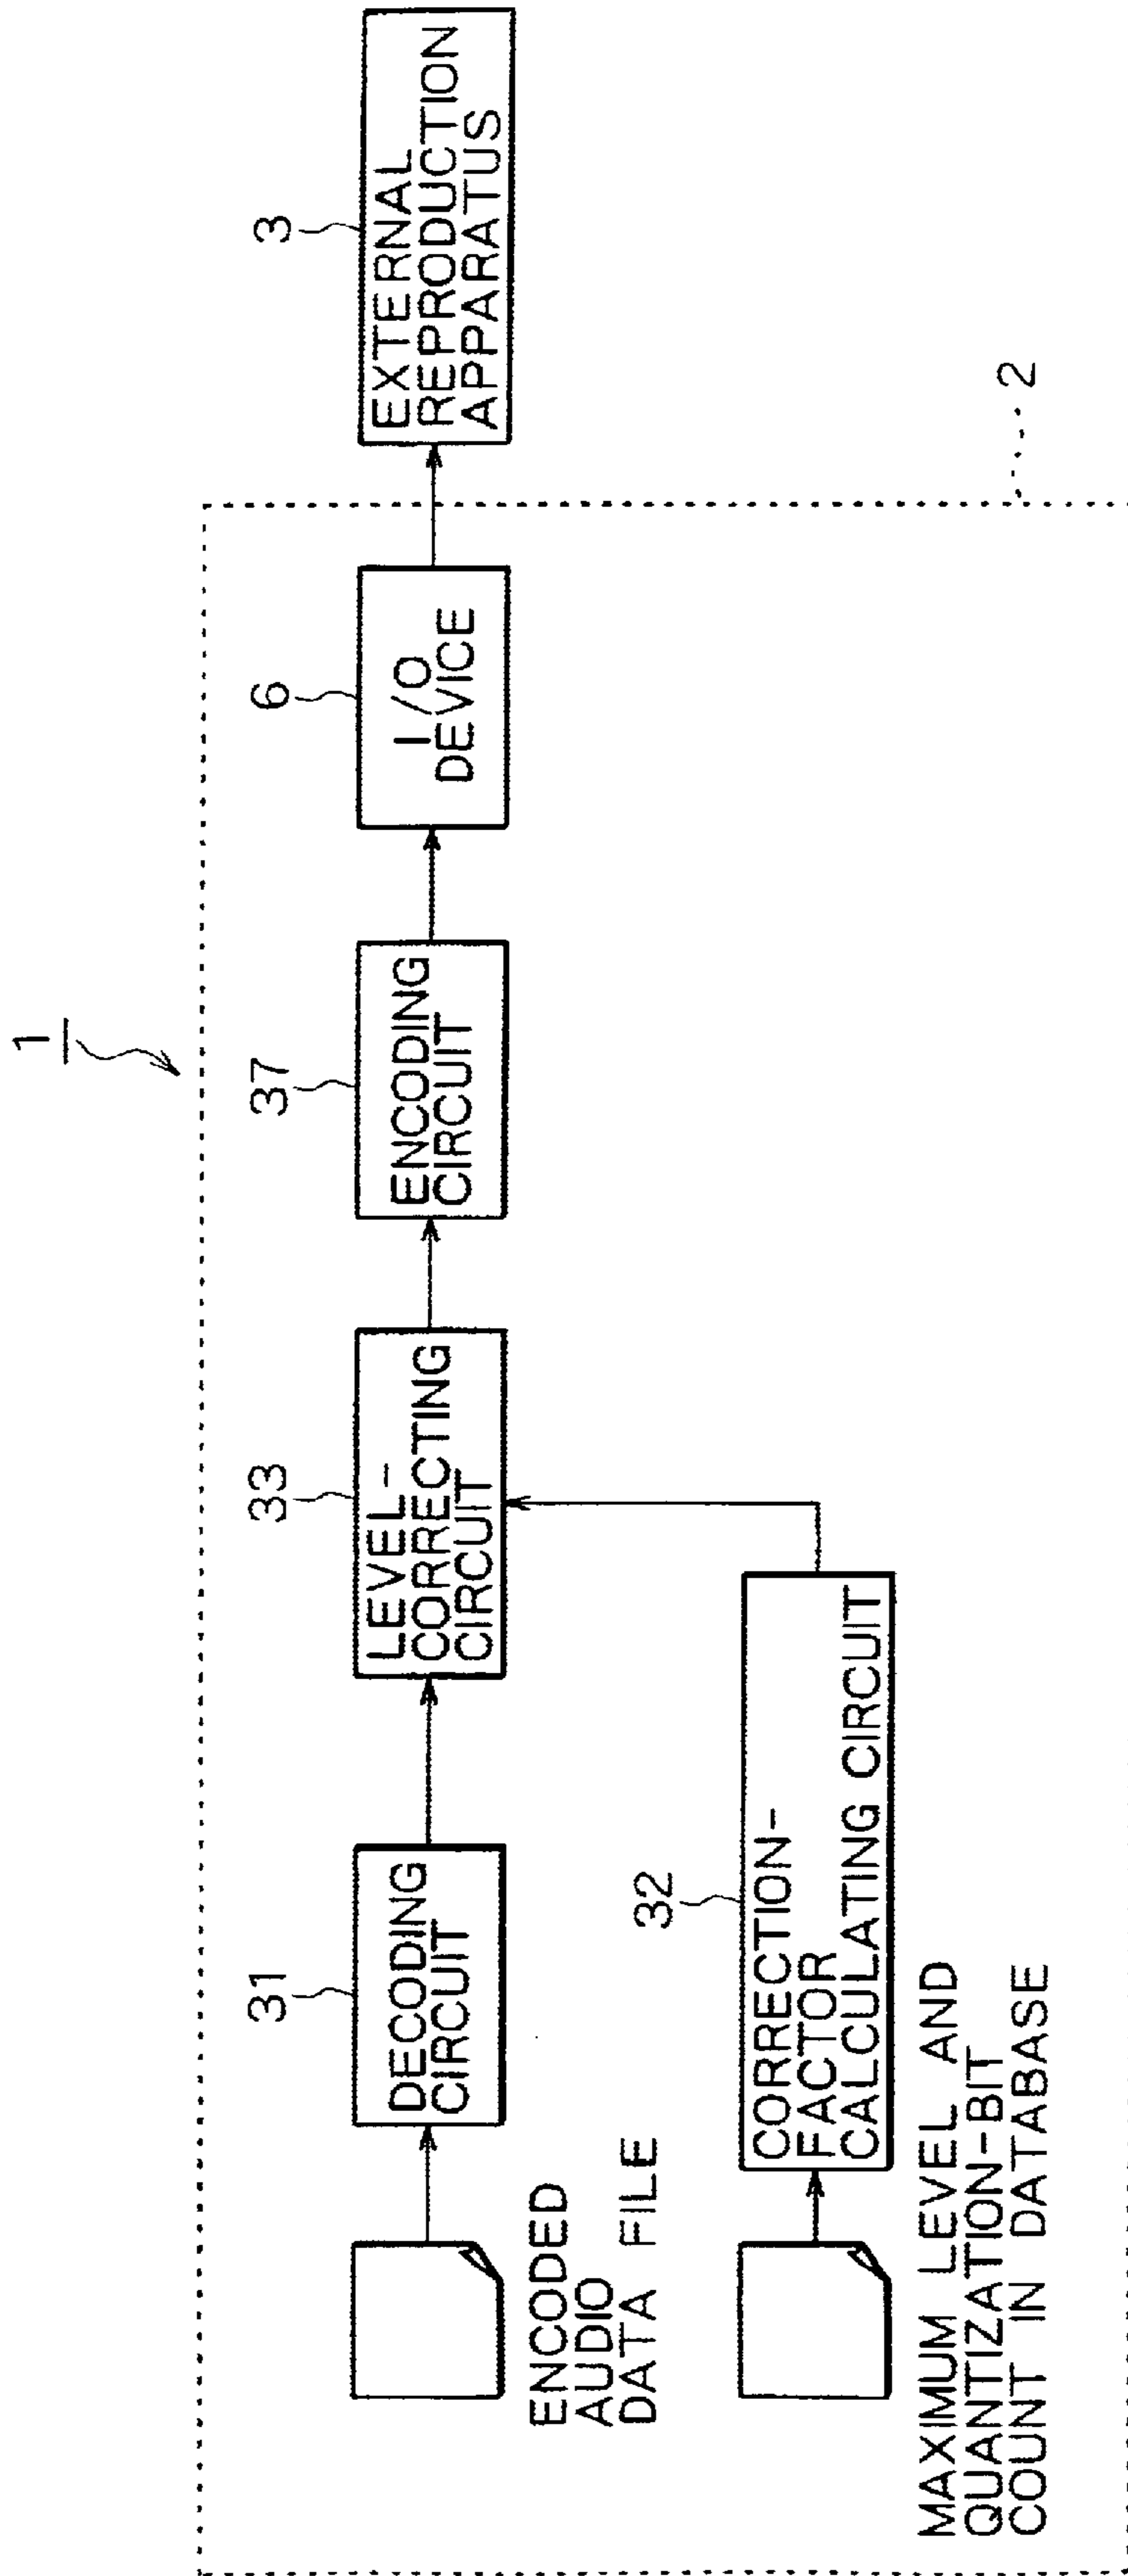 1
31
DECODING
CIRCUIT
33
LEVEL-
CORRECTING
CIRCUIT
37
ENCODING
CIRCUIT
6
I/O
DEVICE
3
EXTERNAL
REPRODUCTION
APPARATUS
ENCODED
AUDIO
DATA FILE
32
CORRECTION-
FACTOR
CALCULATING CIRCUIT
2
MAXIMUM LEVEL AND
QUANTIZATION-BIT
COUNT IN DATABASE